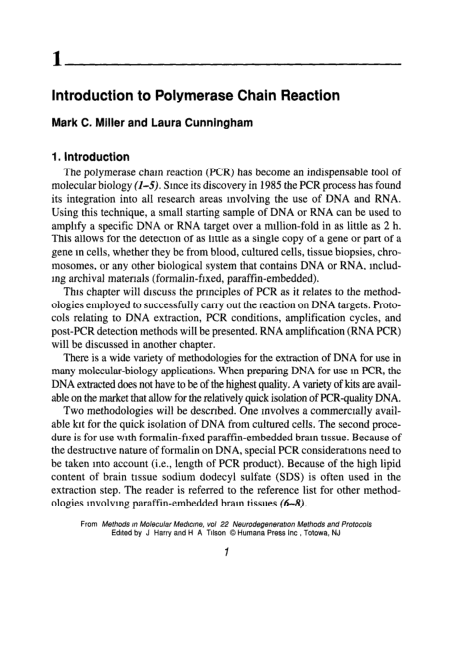 1
Introduction to Polymerase Chain Reaction
Mark C. Miller and Laura Cunningham
1. Introduction
The polymerase chain reaction (PCR) has become an indispensable tool of
molecular biology (1–5). Since its discovery in 1985 the PCR process has found
its integration into all research areas involving the use of DNA and RNA.
Using this technique, a small starting sample of DNA or RNA can be used to
amplify a specific DNA or RNA target over a million-fold in as little as 2 h.
This allows for the detection of as little as a single copy of a gene or part of a
gene in cells, whether they be from blood, cultured cells, tissue biopsies, chro-
mosomes, or any other biological system that contains DNA or RNA, includ-
ing archival materials (formalin-fixed, paraffin-embedded).
This chapter will discuss the principles of PCR as it relates to the method-
ologies employed to successfully carry out the reaction on DNA targets. Proto-
cols relating to DNA extraction, PCR conditions, amplification cycles, and
post-PCR detection methods will be presented. RNA amplification (RNA PCR)
will be discussed in another chapter.
There is a wide variety of methodologies for the extraction of DNA for use in
many molecular-biology applications. When preparing DNA for use in PCR, the
DNA extracted does not have to be of the highest quality. A variety of kits are avail-
able on the market that allow for the relatively quick isolation of PCR-quality DNA.
Two methodologies will be described. One involves a commercially avail-
able kit for the quick isolation of DNA from cultured cells. The second proce-
dure is for use with formalin-fixed paraffin-embedded brain tissue. Because of
the destructive nature of formalin on DNA, special PCR considerations need to
be taken into account (i.e., length of PCR product). Because of the high lipid
content of brain tissue sodium dodecyl sulfate (SDS) is often used in the
extraction step. The reader is referred to the reference list for other method-
ologies involving paraffin-embedded brain tissues (6–8)
From Methods in Molecular Medicine, vol 22 Neurodegeneration Methods and Protocols
Edited by J Harry and H A Tilson © Humana Press Inc , Totowa, NJ
1